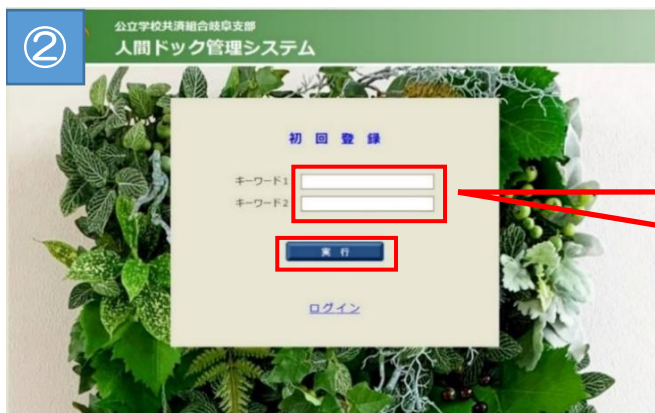 ②
公立学校共済組合岐阜支部
人間ドック管理システム
初回登録
キーワード1
キーワード2
実行
ログイン